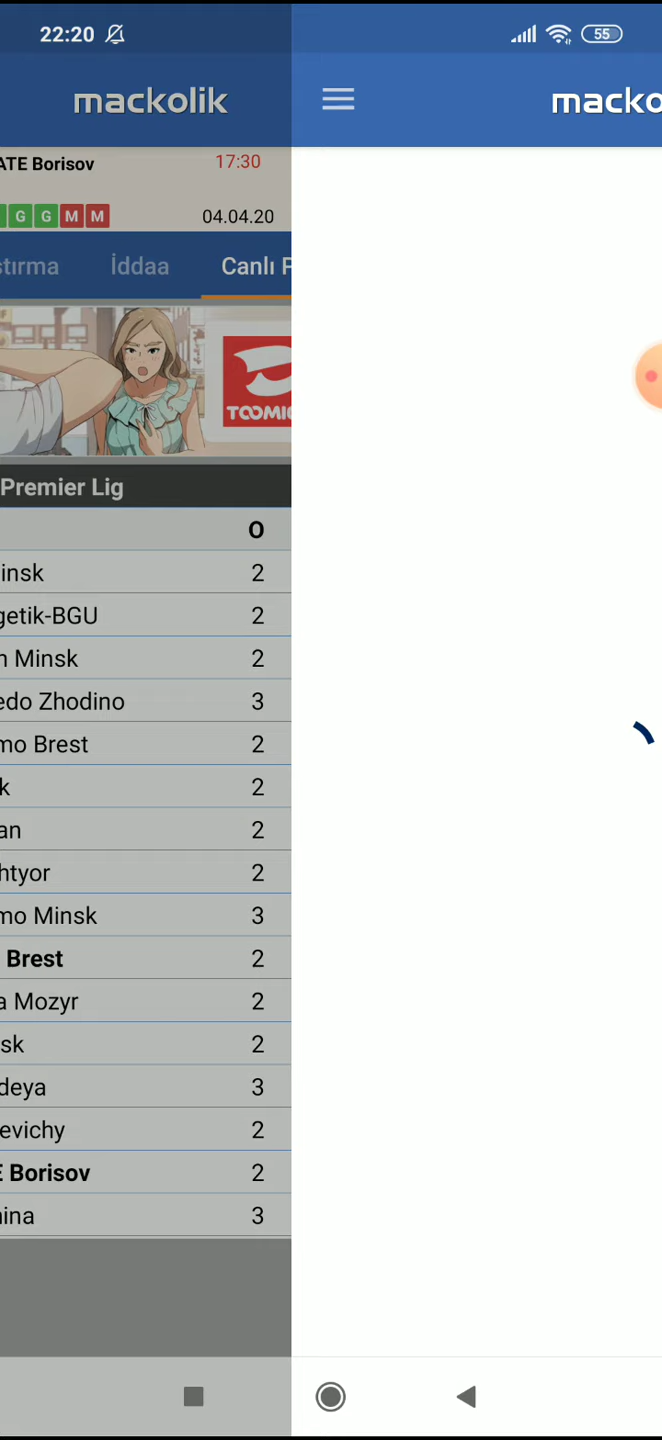 22:20
55
mackolik
macko
ATE Borisov 17:30
G G M M 04.04.20
ştırma İddaa Canlı P
TOOMIC
Premier Lig
O
insk 2
getik-BGU 2
n Minsk 2
edo Zhodino 3
mo Brest 2
k 2
an 2
htyor 2
mo Minsk 3
Brest 2
a Mozyr 2
sk 2
deya 3
evichy 2
E Borisov 2
ina 3